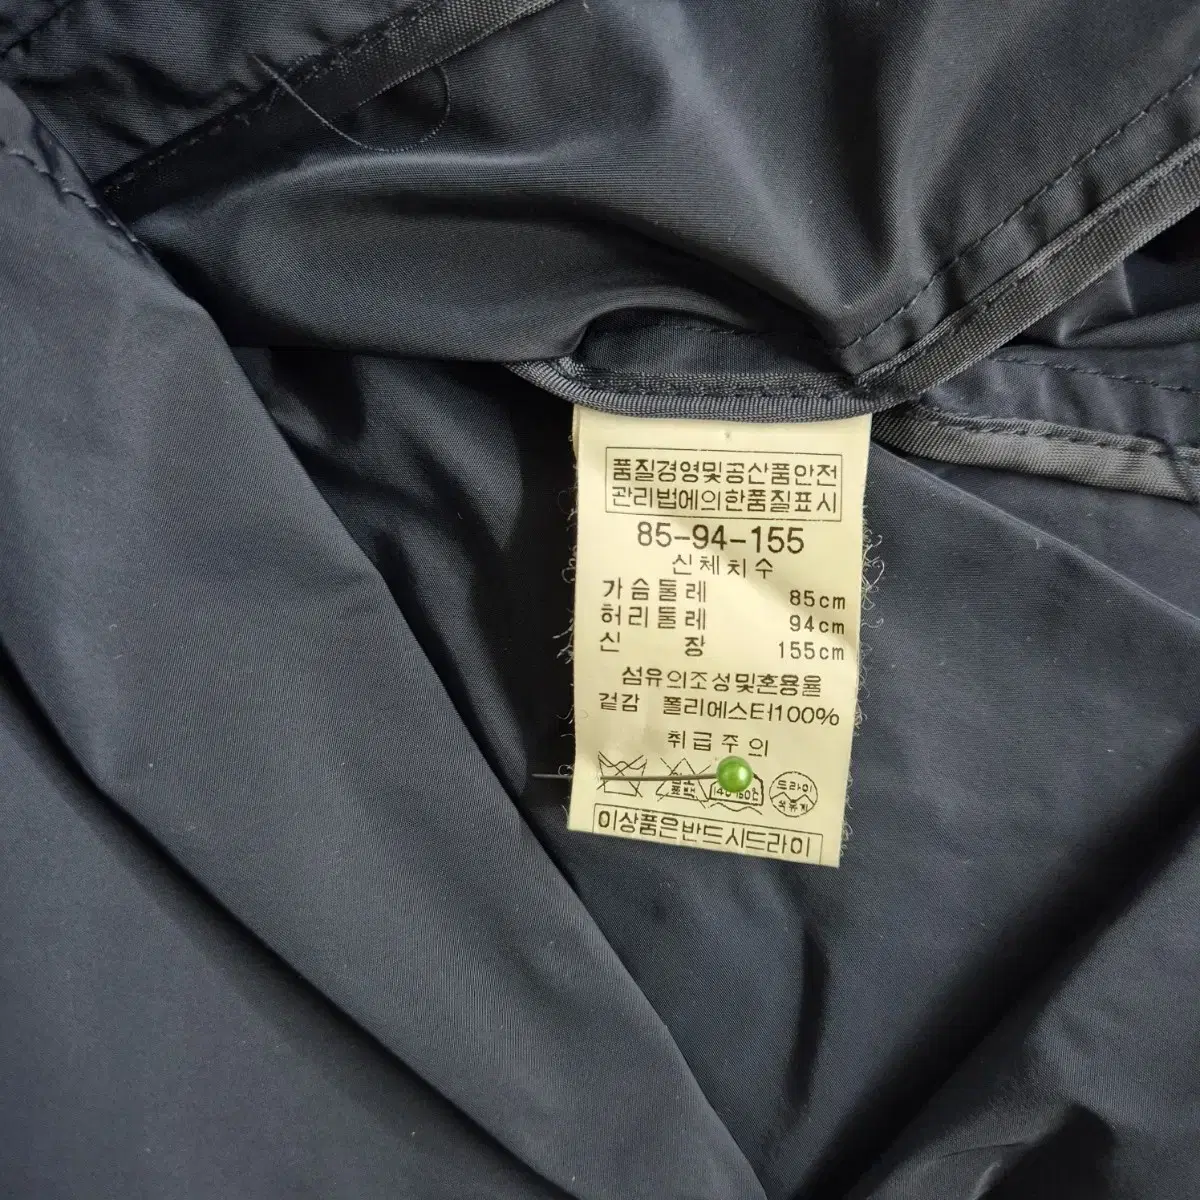 품질경영및공산품안전
관리법에의한품질표시
85-94-155
신체치수
가슴둘레 85cm
허리둘레 94cm
신장 155cm
섬유의조성및혼용율
겉감 폴리에스터100%
취급주의
드라이
이상품은반드시드라이